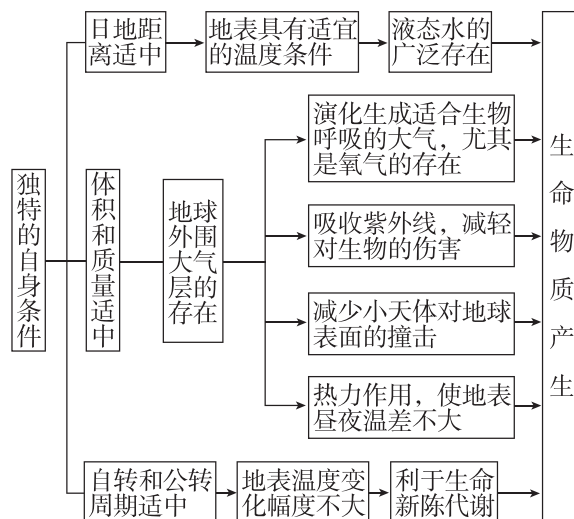 日地距
离适中
地表具有适宜
的温度条件
液态水的
广泛存在
独特的自身条件
体积和质量适中
地球
外围
大气
层的
存在
演化生成适合生物
呼吸的大气，尤其
是氧气的存在
吸收紫外线，减轻
对生物的伤害
减少小天体对地球
表面的撞击
热力作用，使地表
昼夜温差不大
自转和公转
周期适中
地表温度变
化幅度不大
利于生命
新陈代谢
生命物质产生